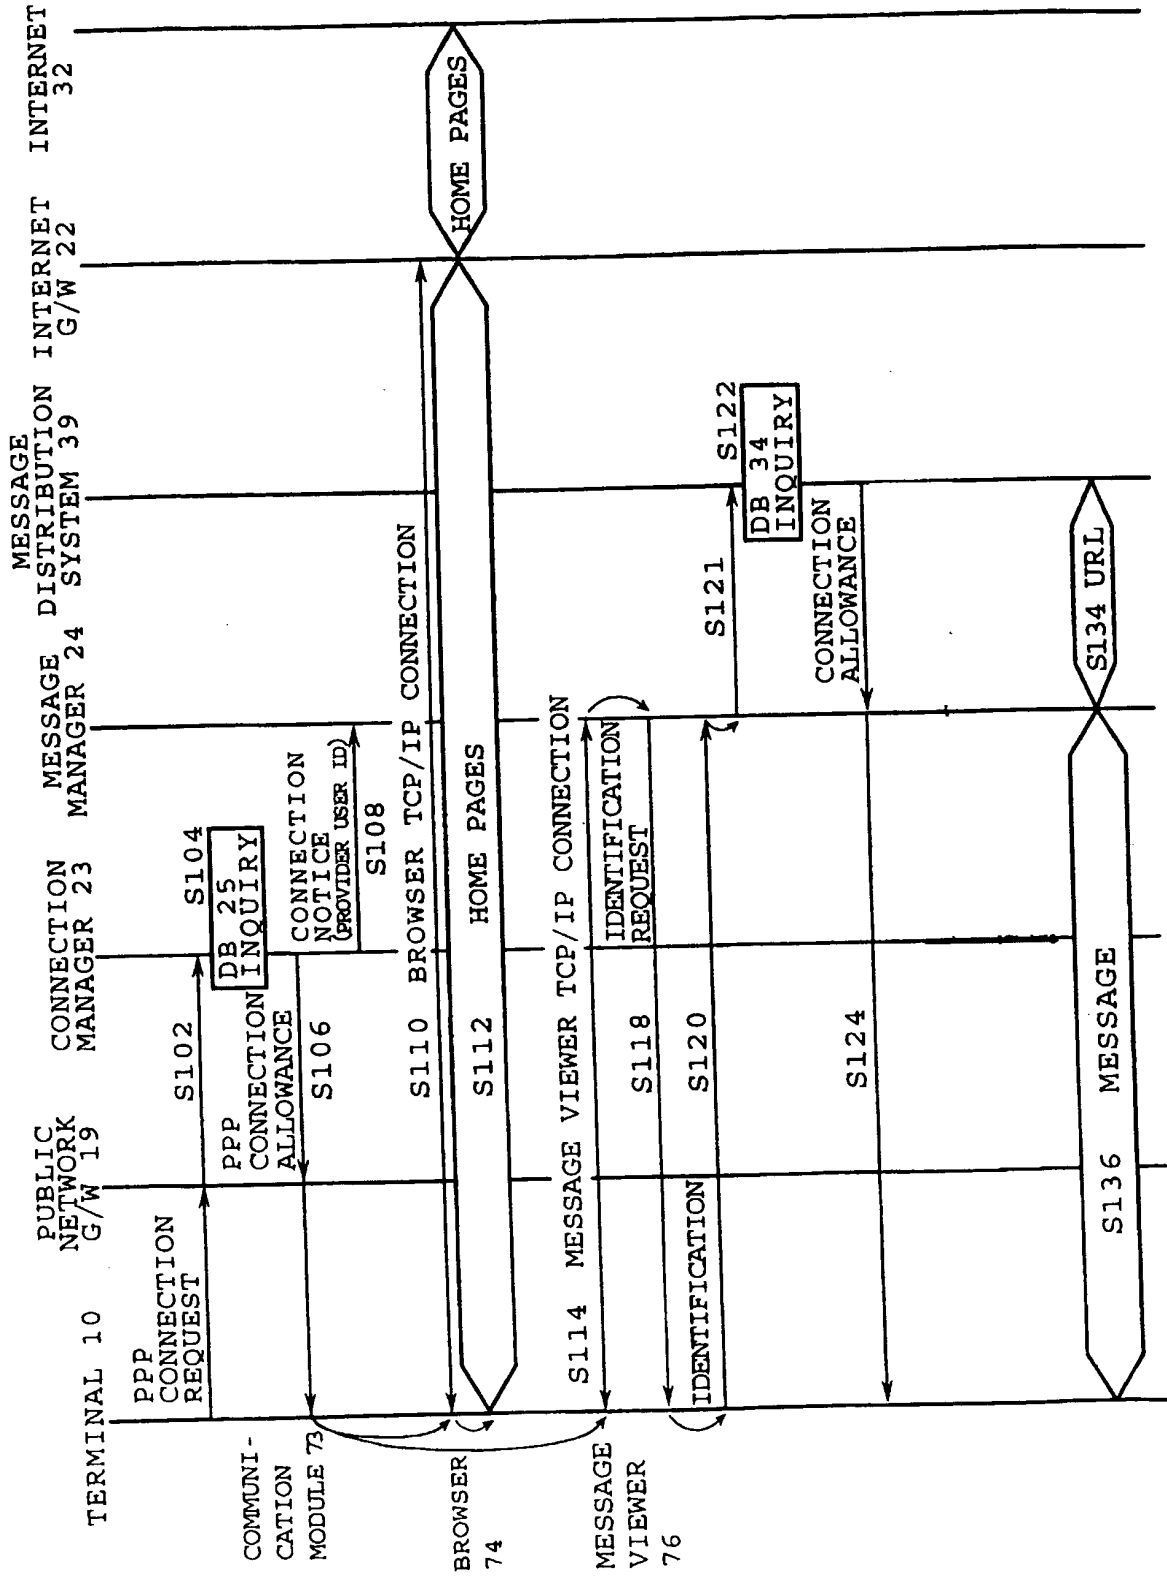 TERMINAL 10
PUBLIC
NETWORK
G/W 19
CONNECTION
MANAGER 23
MESSAGE
MANAGER 24
MESSAGE
DISTRIBUTION
SYSTEM 39
INTERNET
G/W 22
INTERNET
32
PPP
CONNECTION
REQUEST
S102
S104
DB 25
INQUIRY
PPP
CONNECTION
ALLOWANCE
S106
CONNECTION
NOTICE
(PROVIDER USER ID)
S108
COMMUNI-
CATION
MODULE 73
S110 BROWSER TCP/IP CONNECTION
BROWSER
74
S112 HOME PAGES
HOME PAGES
S114 MESSAGE VIEWER TCP/IP CONNECTION
MESSAGE
VIEWER
76
IDENTIFICATION
REQUEST
S118
IDENTIFICATION
S120
S121
S122
DB 34
INQUIRY
CONNECTION
ALLOWANCE
S124
S134 URL
S136 MESSAGE